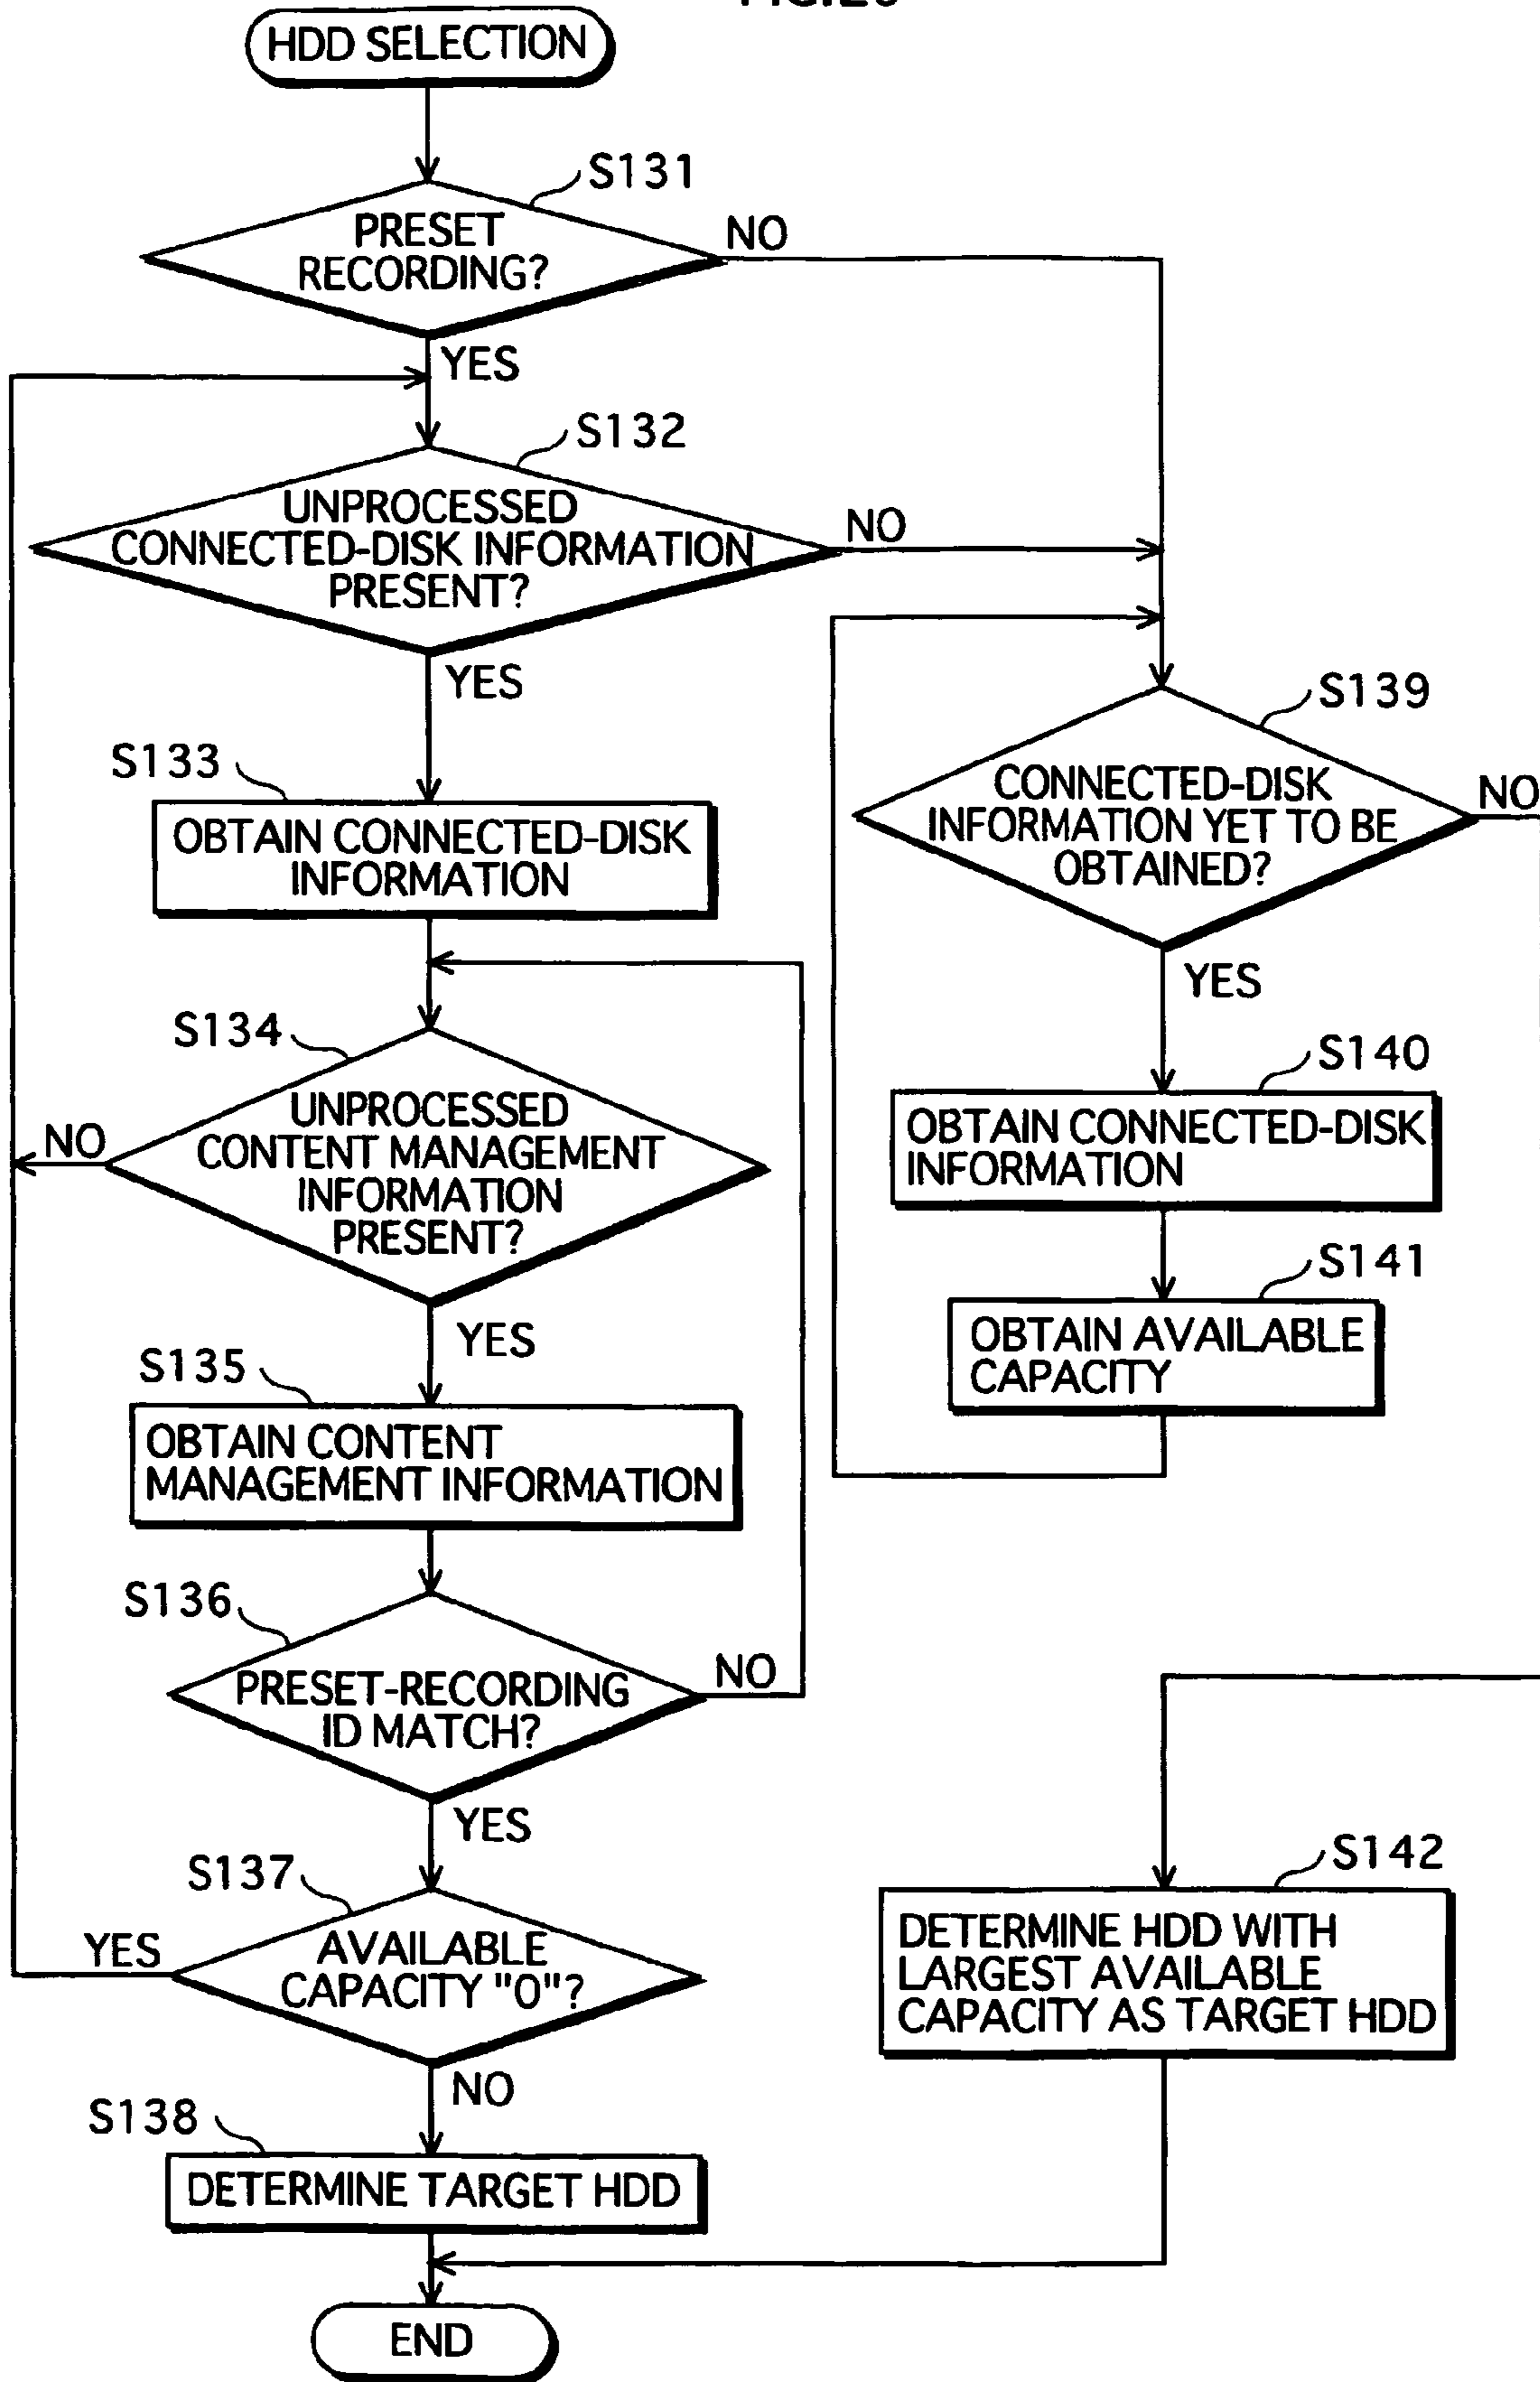 HDD SELECTION
S131
PRESET
RECORDING?
NO
YES
S132
UNPROCESSED
CONNECTED-DISK INFORMATION
PRESENT?
NO
YES
S133
OBTAIN CONNECTED-DISK
INFORMATION
S134
UNPROCESSED
CONTENT MANAGEMENT
INFORMATION
PRESENT?
NO
YES
S135
OBTAIN CONTENT
MANAGEMENT INFORMATION
S136
PRESET-RECORDING
ID MATCH?
NO
YES
S137
AVAILABLE
CAPACITY "0"?
YES
NO
S138
DETERMINE TARGET HDD
END
S139
CONNECTED-DISK
INFORMATION YET TO BE
OBTAINED?
NO
YES
S140
OBTAIN CONNECTED-DISK
INFORMATION
S141
OBTAIN AVAILABLE
CAPACITY
S142
DETERMINE HDD WITH
LARGEST AVAILABLE
CAPACITY AS TARGET HDD